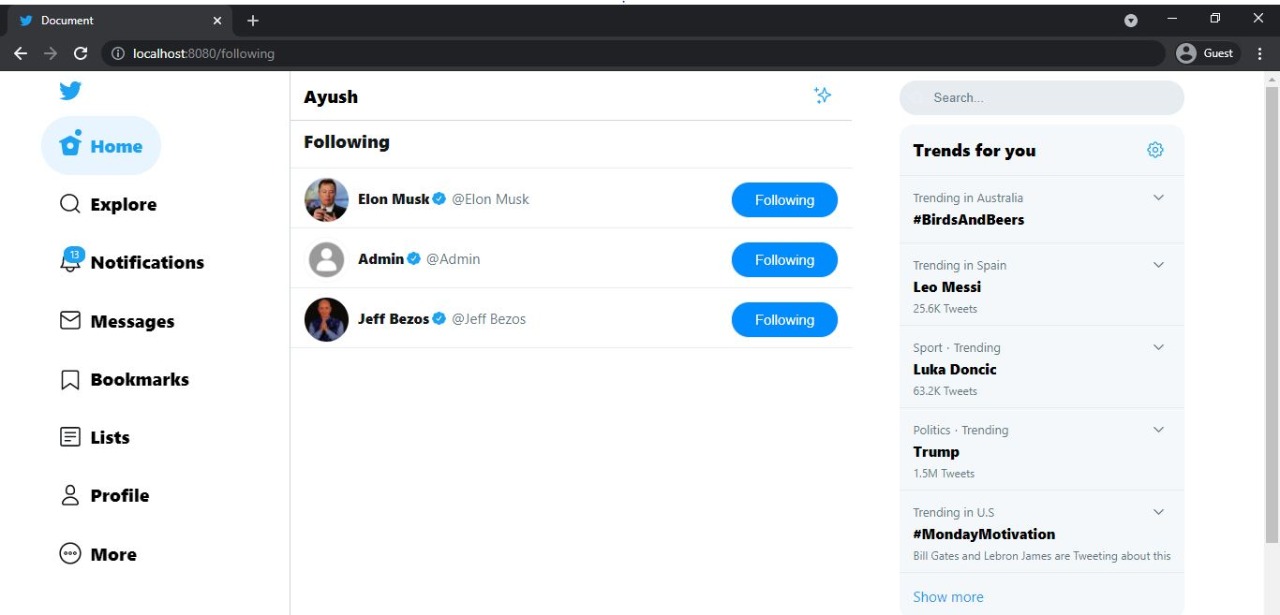 Document
localhost:8080/following
Guest
Home
Explore
13
Notifications
Messages
Bookmarks
Lists
Profile
More
Ayush
Following
Elon Musk @Elon Musk
Following
Admin @Admin
Following
Jeff Bezos @Jeff Bezos
Following
Search...
Trends for you
Trending in Australia
#BirdsAndBeers
Trending in Spain
Leo Messi
25.6K Tweets
Sport · Trending
Luka Doncic
63.2K Tweets
Politics · Trending
Trump
1.5M Tweets
Trending in U.S
#MondayMotivation
Bill Gates and Lebron James are Tweeting about this
Show more